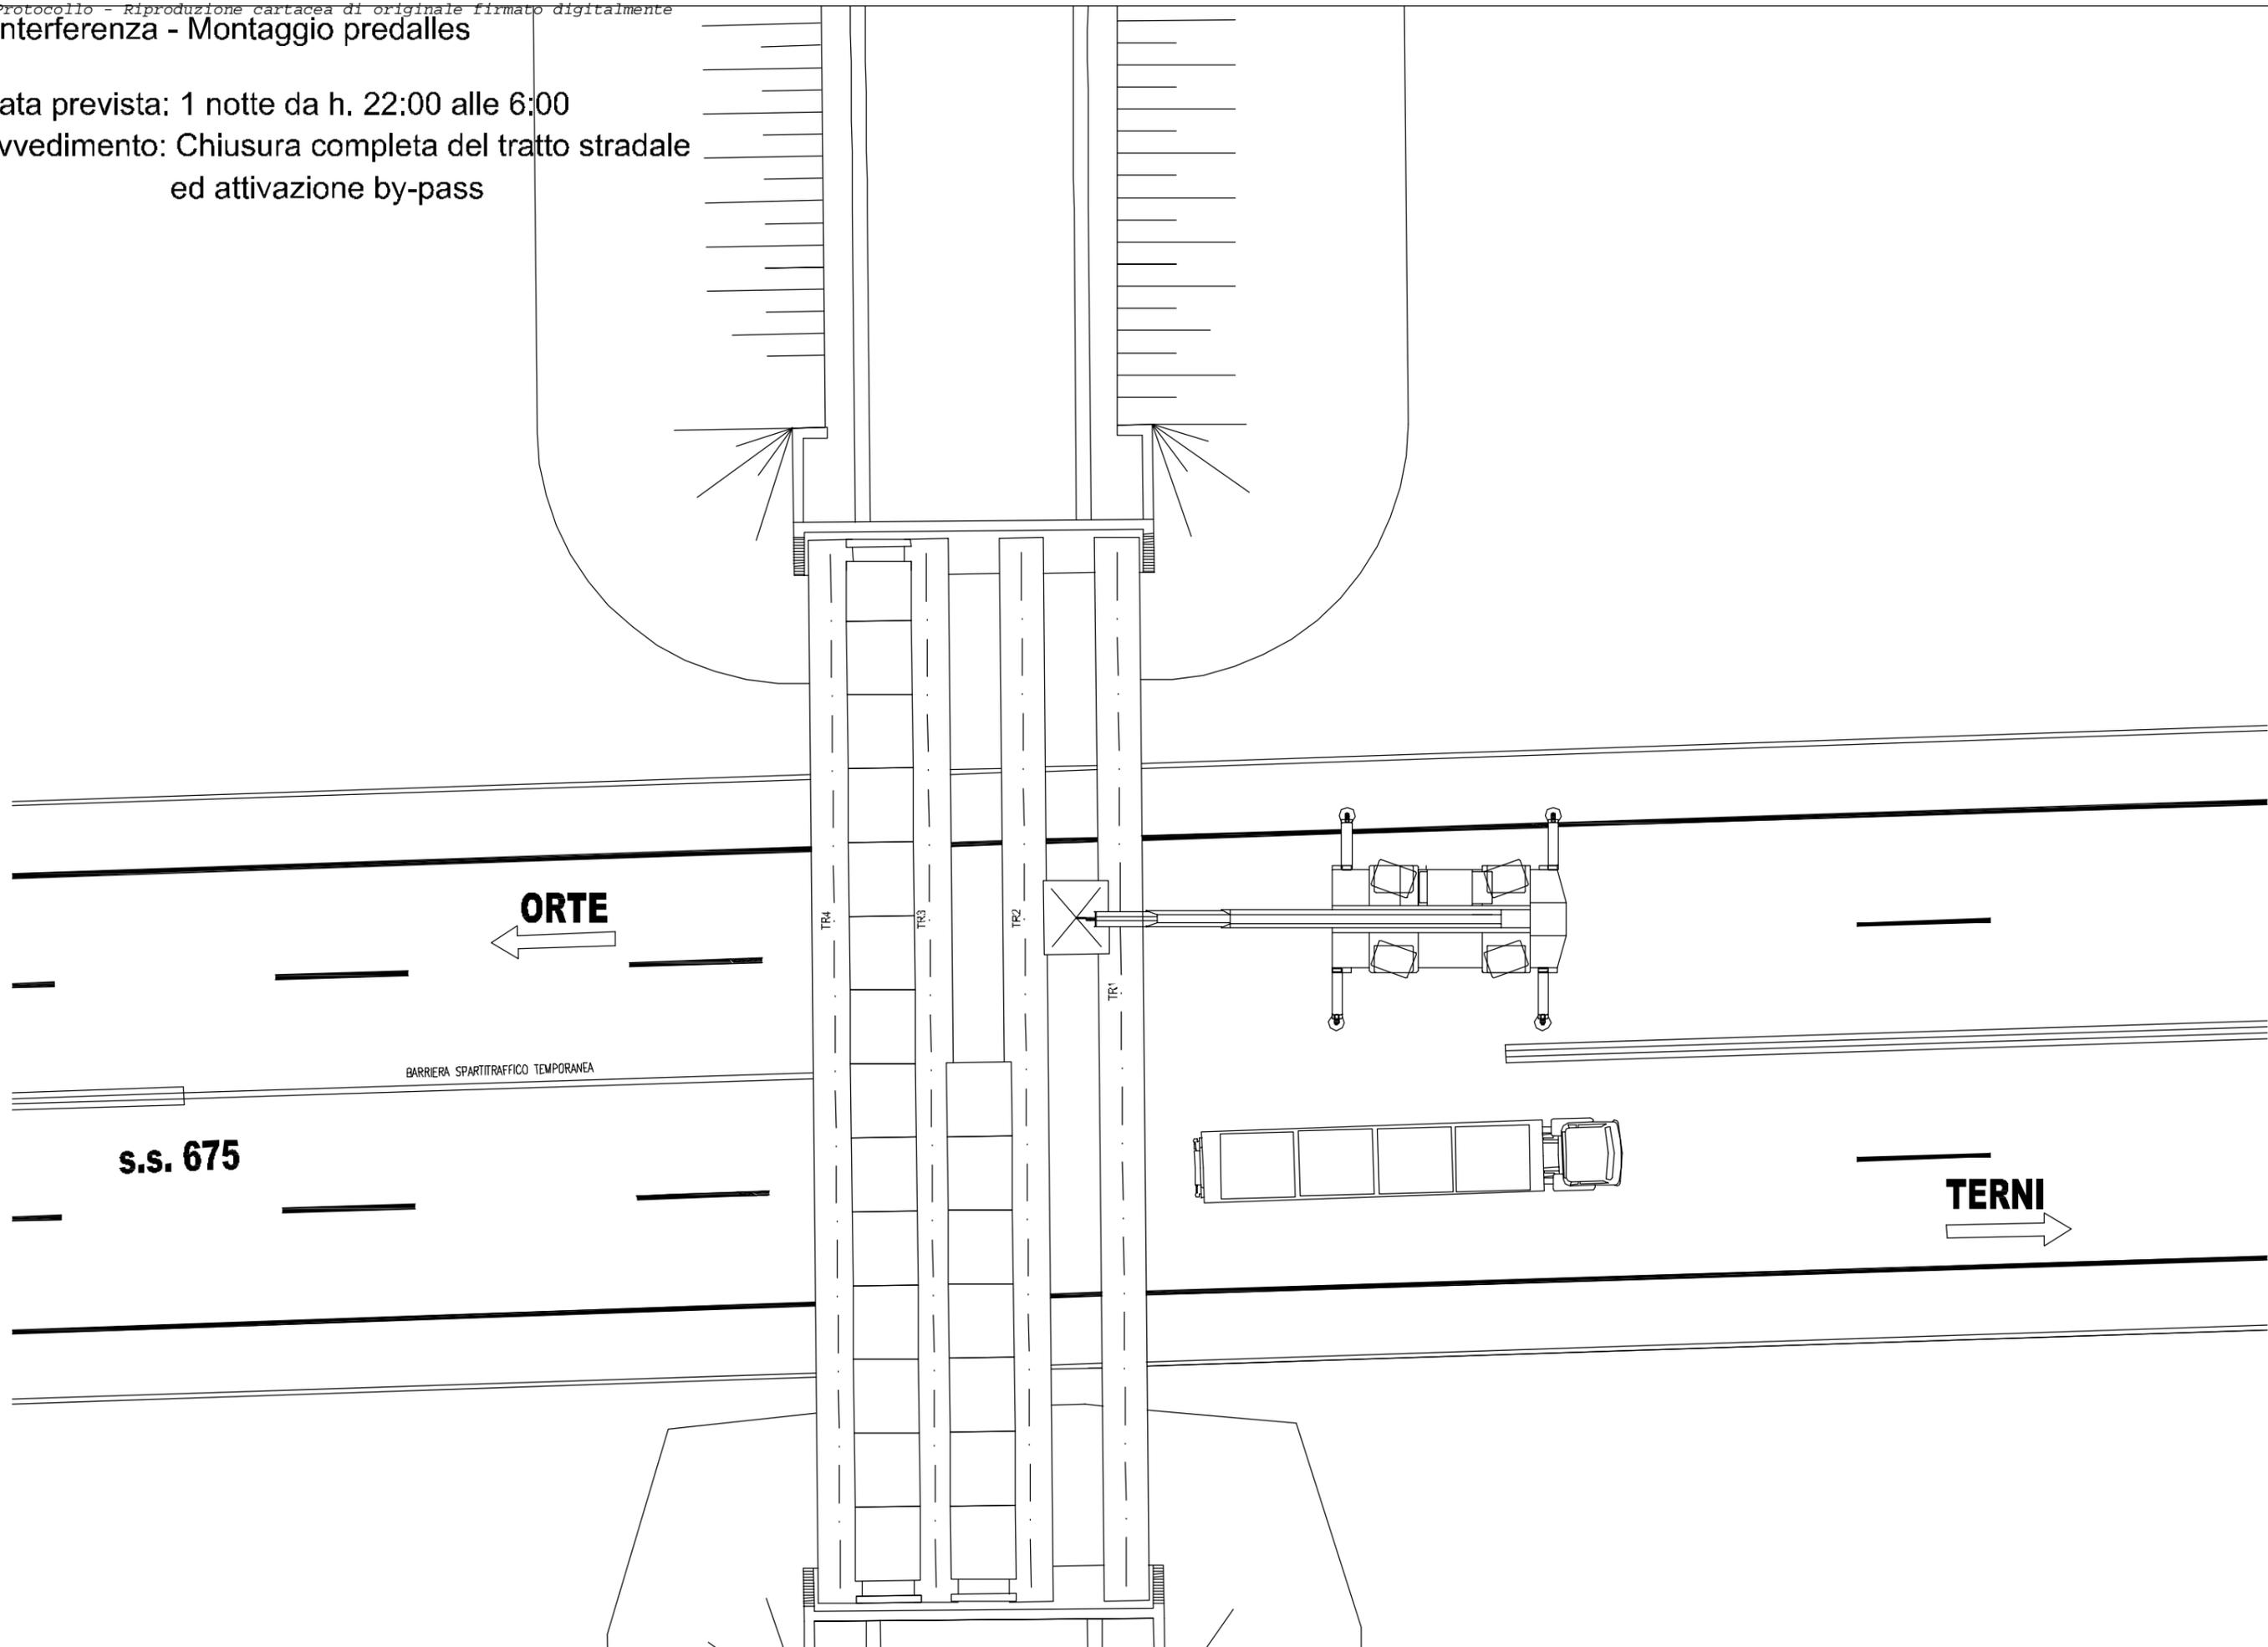 Protocollo - Riproduzione cartacea di originale firmato digitalmente
nterferenza - Montaggio predalles
ata prevista: 1 notte da h. 22:00 alle 6:00
vvedimento: Chiusura completa del tratto stradale
ed attivazione by-pass
ORTE
TR4
TR3
TR2
TR1
BARRIERA SPARTITRAFFICO TEMPORANEA
s.s. 675
TERNI